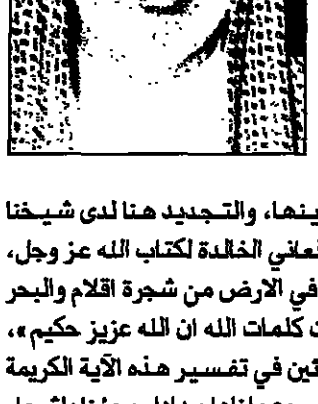 ينها، والتجديد هنا لدى شيخنا
عاني الخالدة لكتاب الله عز وجل،
في الارض من شجرة اقلام والبحر
ت كلمات الله ان الله عزيز حكيم»،
ثين في تفسير هذه الآية الكريمة